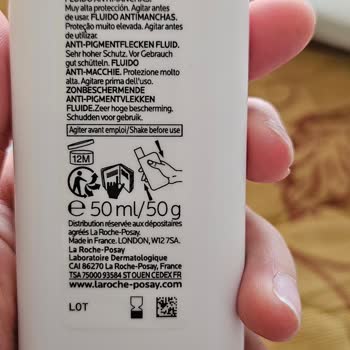 FLUIDO ANTIMANCHAS.
Muy alta protección. Agitar antes
de usar. FLUIDO ANTIMANCHAS.
Proteção muito elevada. Agitar antes
de utilizar.
ANTI-PIGMENTFLECKEN FLUID.
Sehr hoher Schutz. Vor Gebrauch
gut schütteln. FLUIDO
ANTI-MACCHIE. Protezione molto
alta. Agitare prima dell'uso.
ZONBESCHERMENDE
ANTI-PIGMENTVLEKKEN
FLUIDE. Zeer hoge bescherming.
Schudden voor gebruik.
Agiter avant emploi/Shake before use
12M
e 50 ml/50 g
Distribution réservée aux dépositaires
agréés La Roche-Posay.
Made in France. LONDON, W12 7SA.
La Roche-Posay
Laboratoire Dermatologique
CAI 86270 La Roche-Posay, France
TSA 75000 93584 ST OUEN CEDEX FR
www.laroche-posay.com
LOT